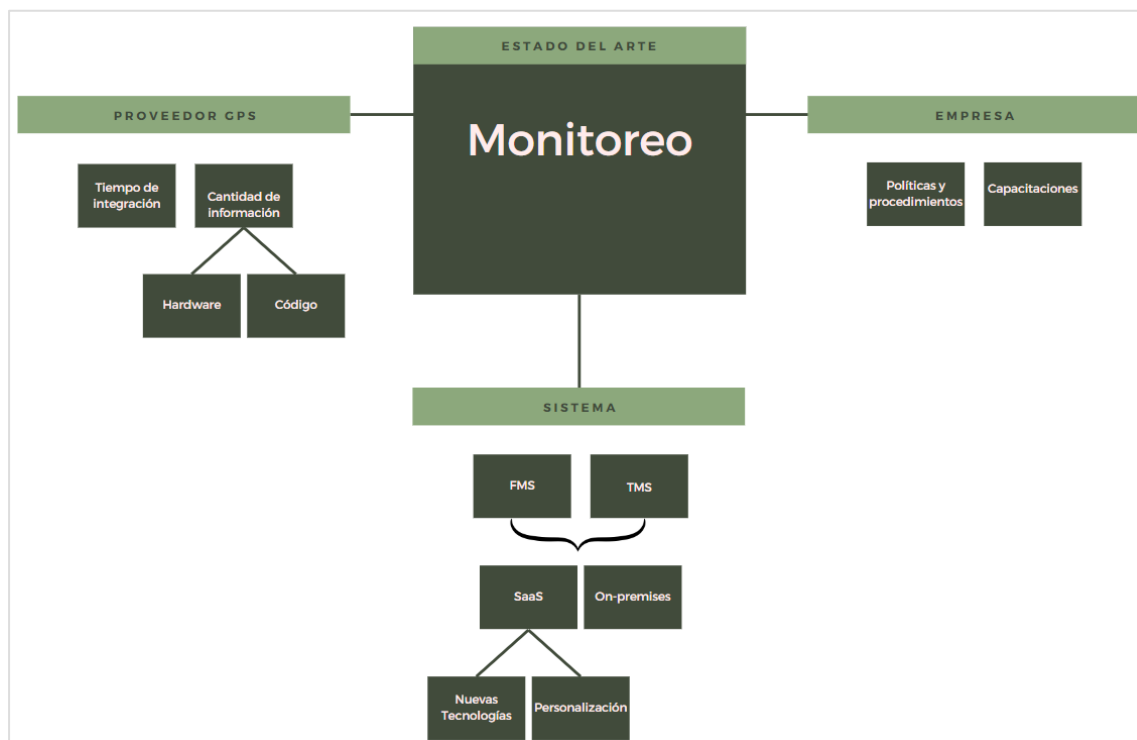 ESTADO DEL ARTE
Monitoreo
PROVEEDOR GPS
Tiempo de
integración
Cantidad de
información
Hardware
Código
EMPRESA
Políticas y
procedimientos
Capacitaciones
SISTEMA
FMS
TMS
SaaS
On-premises
Nuevas
Tecnologías
Personalización